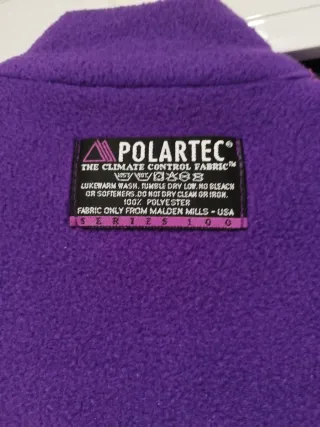 POLARTEC®
THE CLIMATE CONTROL FABRIC™
LUKEWARM WASH. TUMBLE DRY LOW. NO BLEACH
OR SOFTENERS. DO NOT DRY CLEAN OR IRON.
100% POLYESTER
FABRIC ONLY FROM MALDEN MILLS - USA
SERIES 100